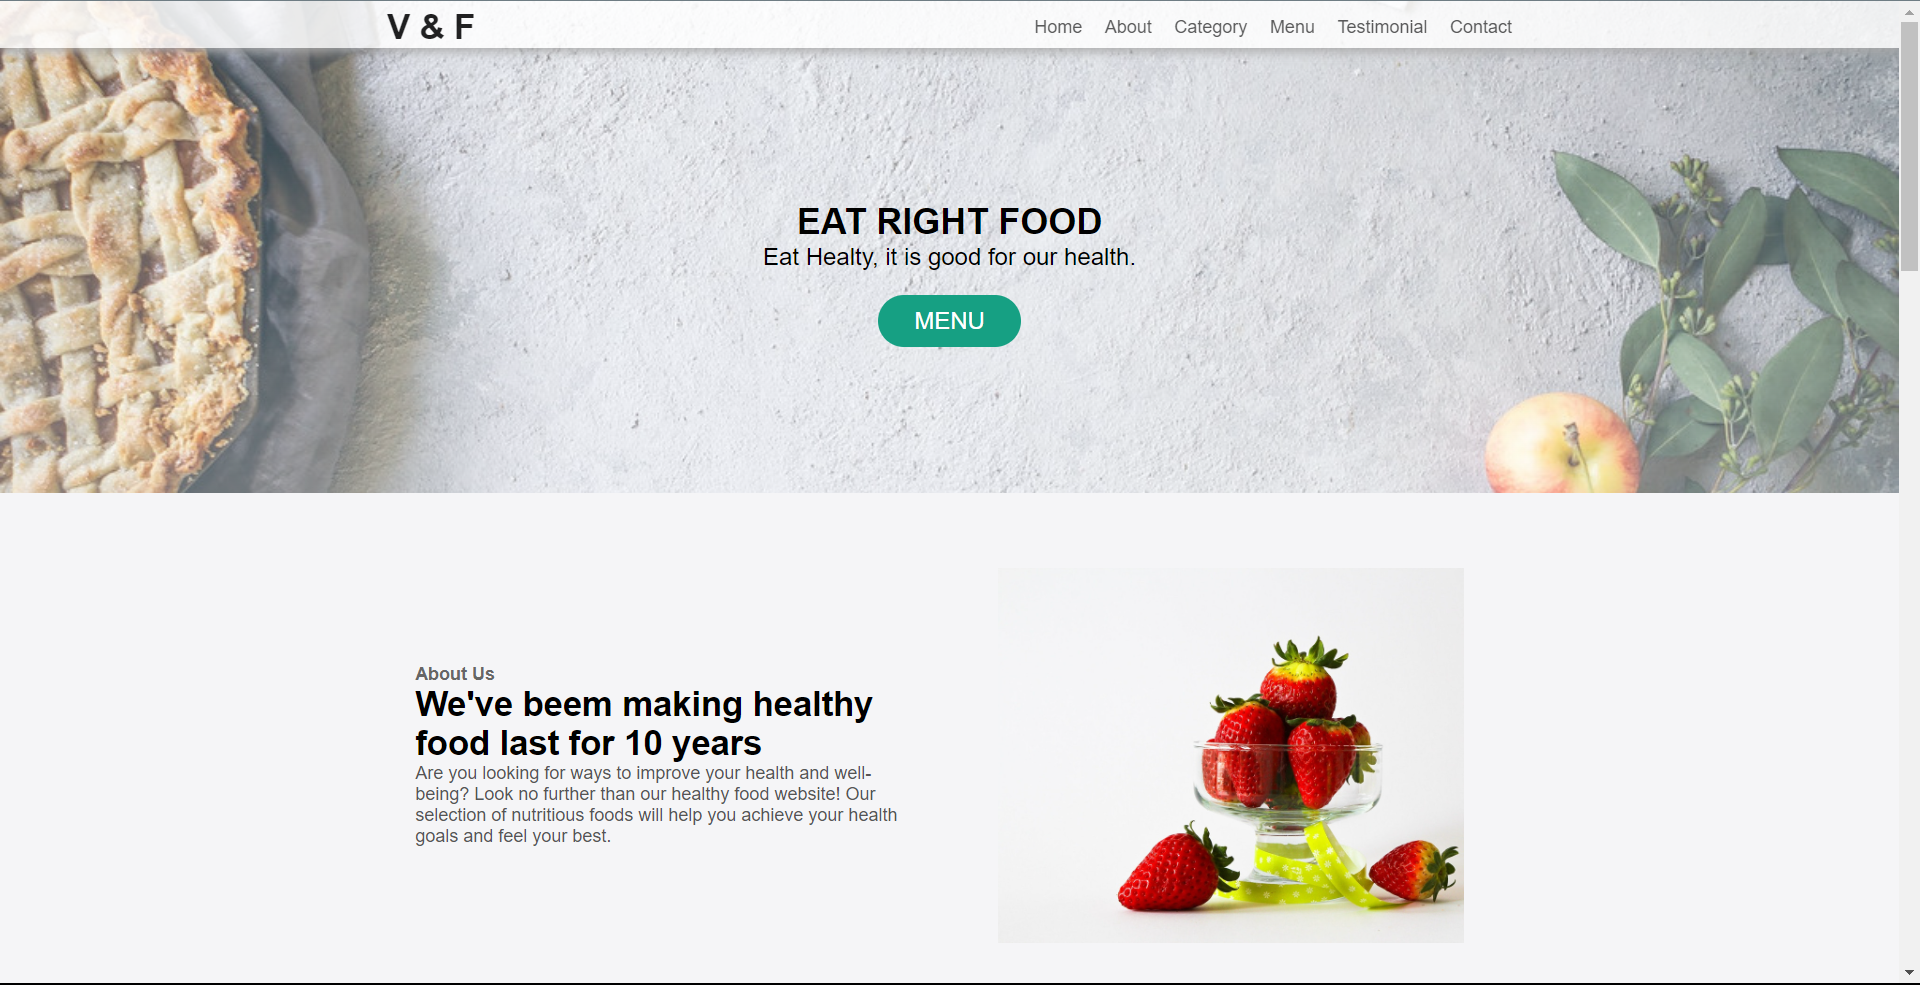 V & F
Home About Category Menu Testimonial Contact
EAT RIGHT FOOD
Eat Healty, it is good for our health.
MENU
About Us
We've beem making healthy
food last for 10 years
Are you looking for ways to improve your health and well-
being? Look no further than our healthy food website! Our
selection of nutritious foods will help you achieve your health
goals and feel your best.